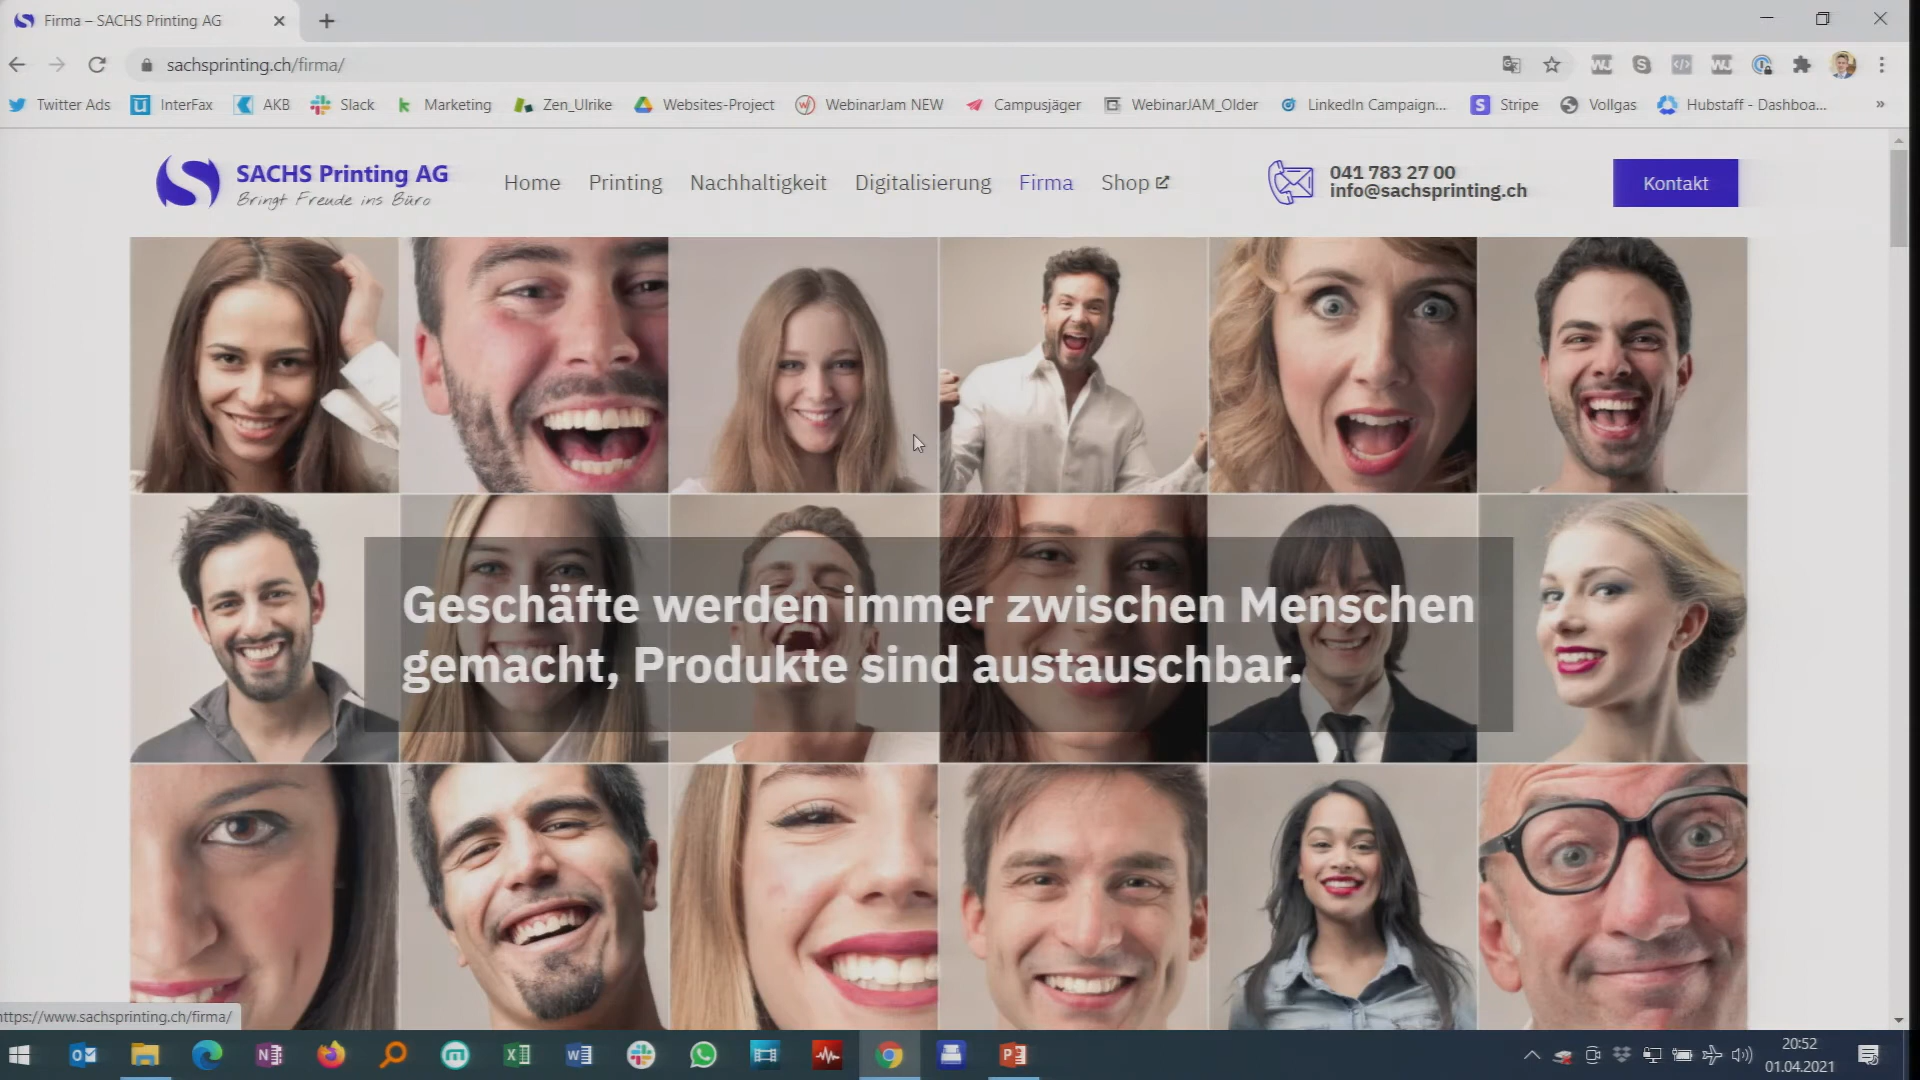 Firma – SACHS Printing AG
sachsprinting.ch/firma/
Twitter Ads InterFax AKB Slack Marketing Zen_Ulrike Websites-Project WebinarJam NEW Campusjäger WebinarJAM_Older LinkedIn Campaign... Stripe Vollgas Hubstaff - Dashboa... »
SACHS Printing AG
Bringt Freude ins Büro
Home Printing Nachhaltigkeit Digitalisierung Firma Shop
041 783 27 00
info@sachsprinting.ch
Kontakt
Geschäfte werden immer zwischen Menschen
gemacht, Produkte sind austauschbar.
https://www.sachsprinting.ch/firma/
20:52
01.04.2021